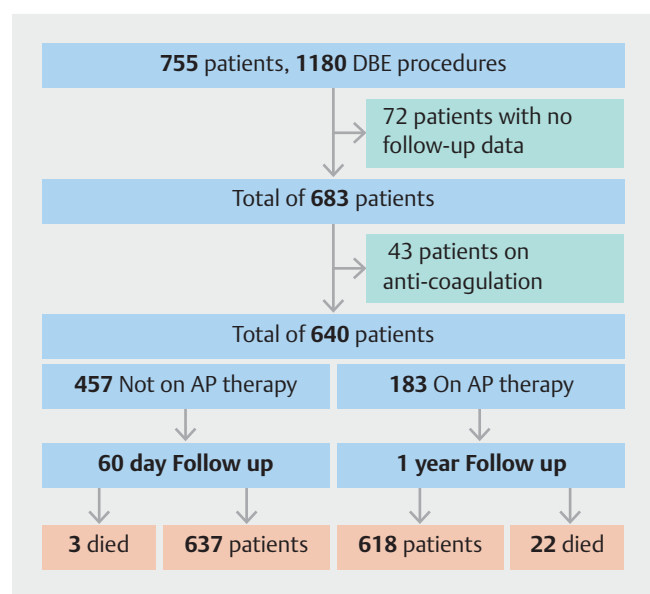 755 patients, 1180 DBE procedures
72 patients with no
follow-up data
Total of 683 patients
43 patients on
anti-coagulation
Total of 640 patients
457 Not on AP therapy
183 On AP therapy
60 day Follow up
1 year Follow up
3 died
637 patients
618 patients
22 died